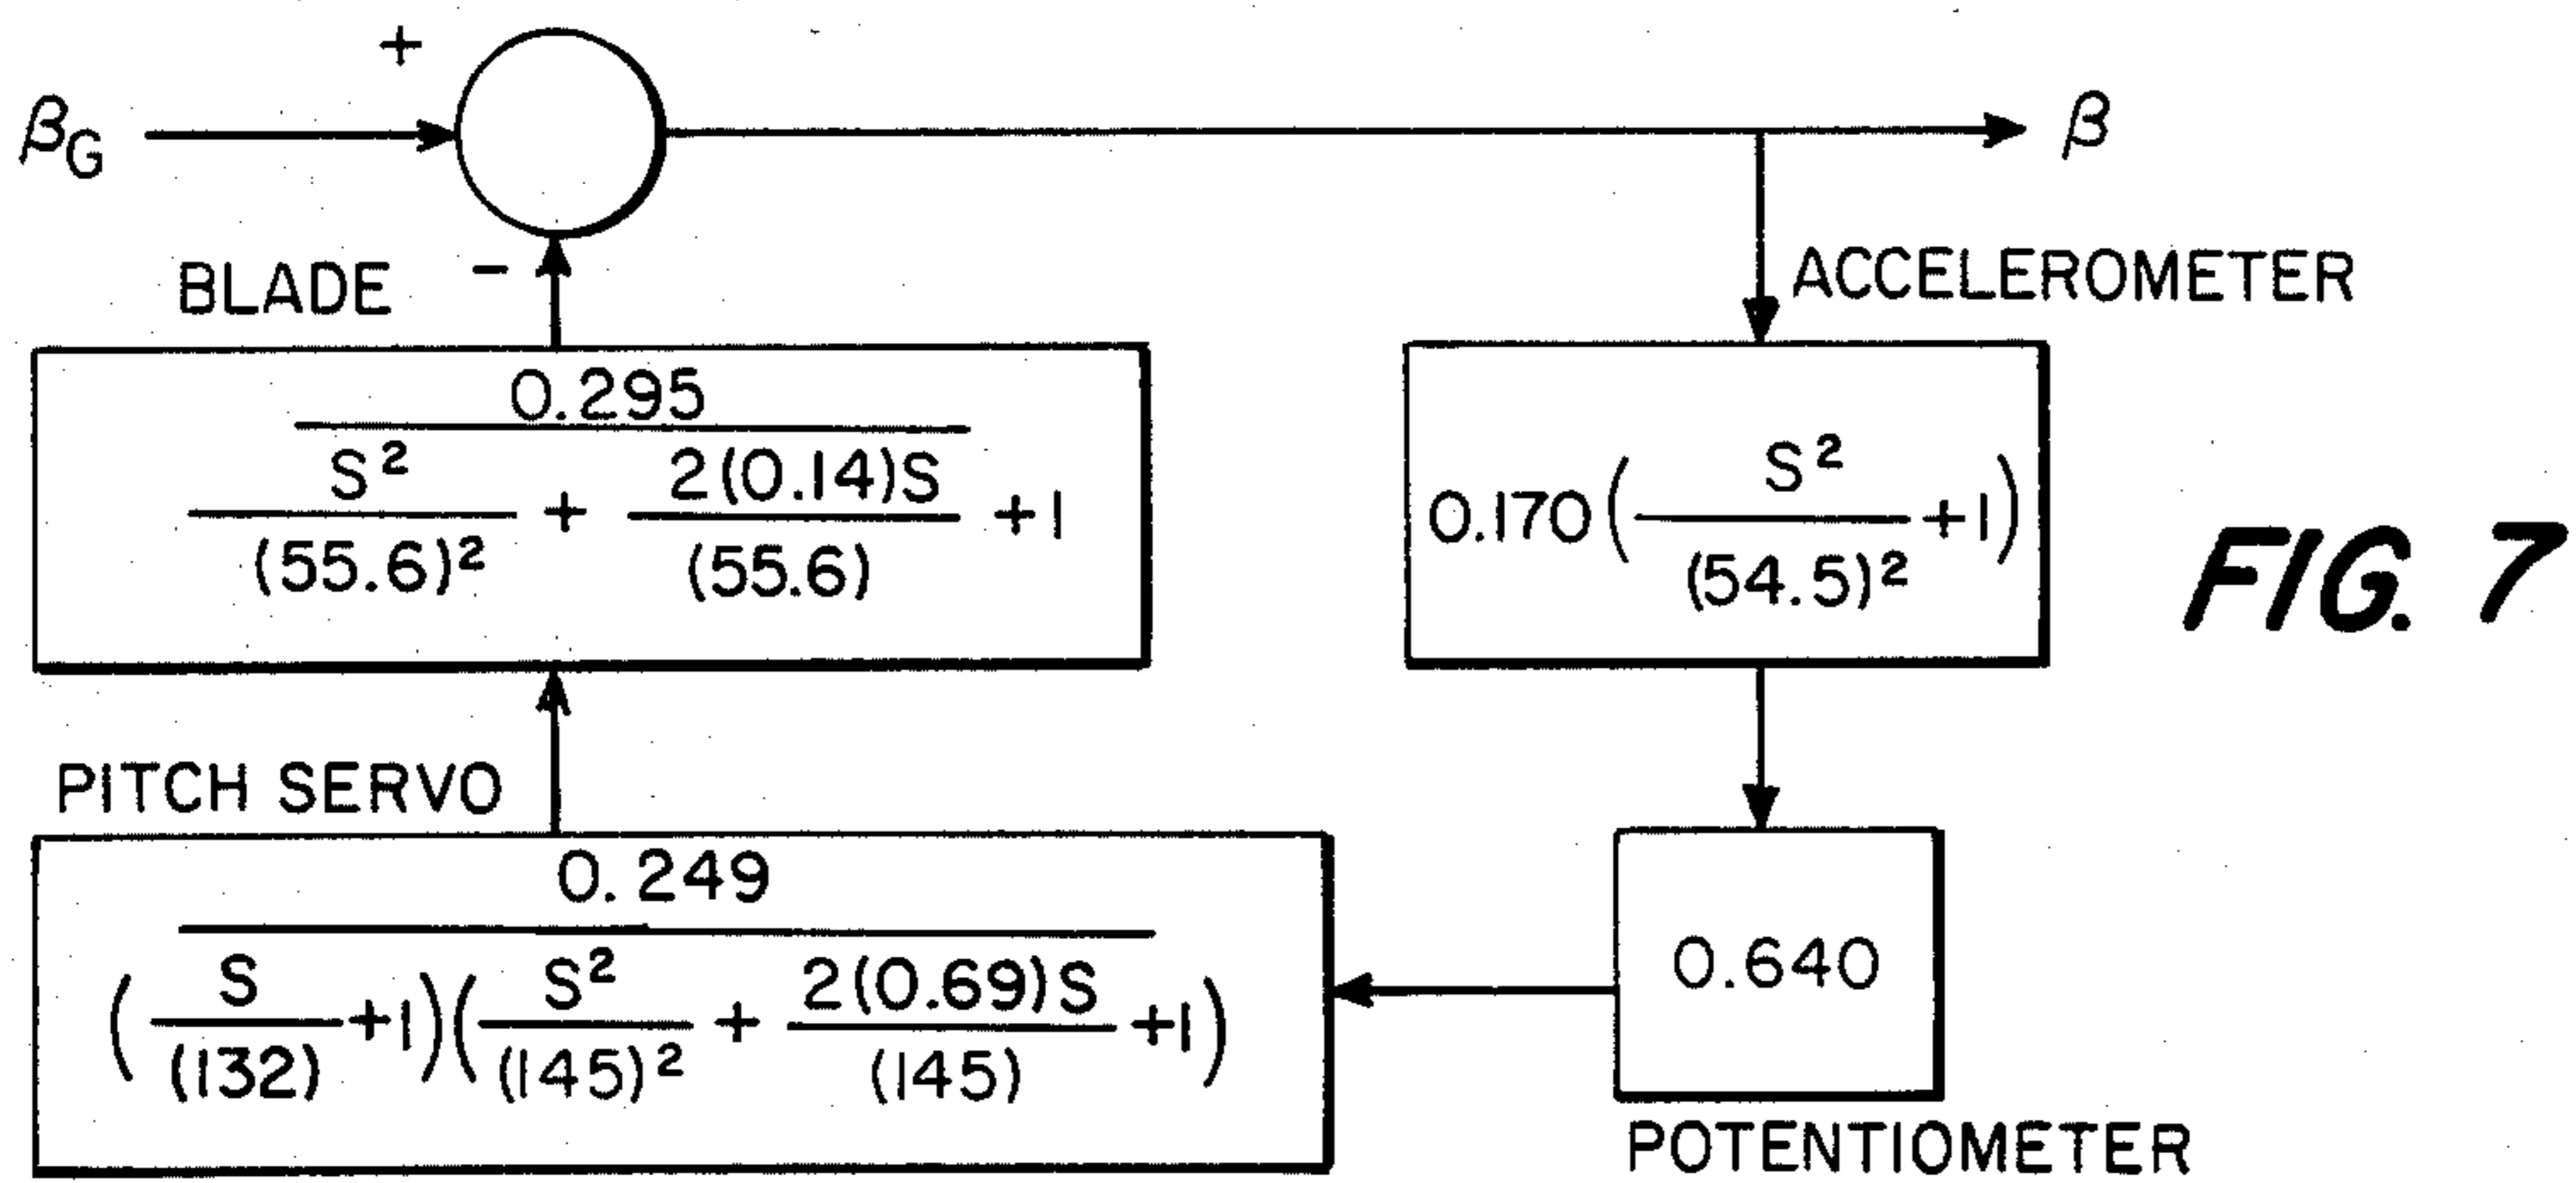 +
β_G
β
BLADE
−
ACCELEROMETER
0.295
S² / (55.6)² + 2(0.14)S / (55.6) + 1
0.170 ( S² / (54.5)² + 1 )
FIG. 7
PITCH SERVO
0.249
( S / (132) + 1 ) ( S² / (145)² + 2(0.69)S / (145) + 1 )
0.640
POTENTIOMETER